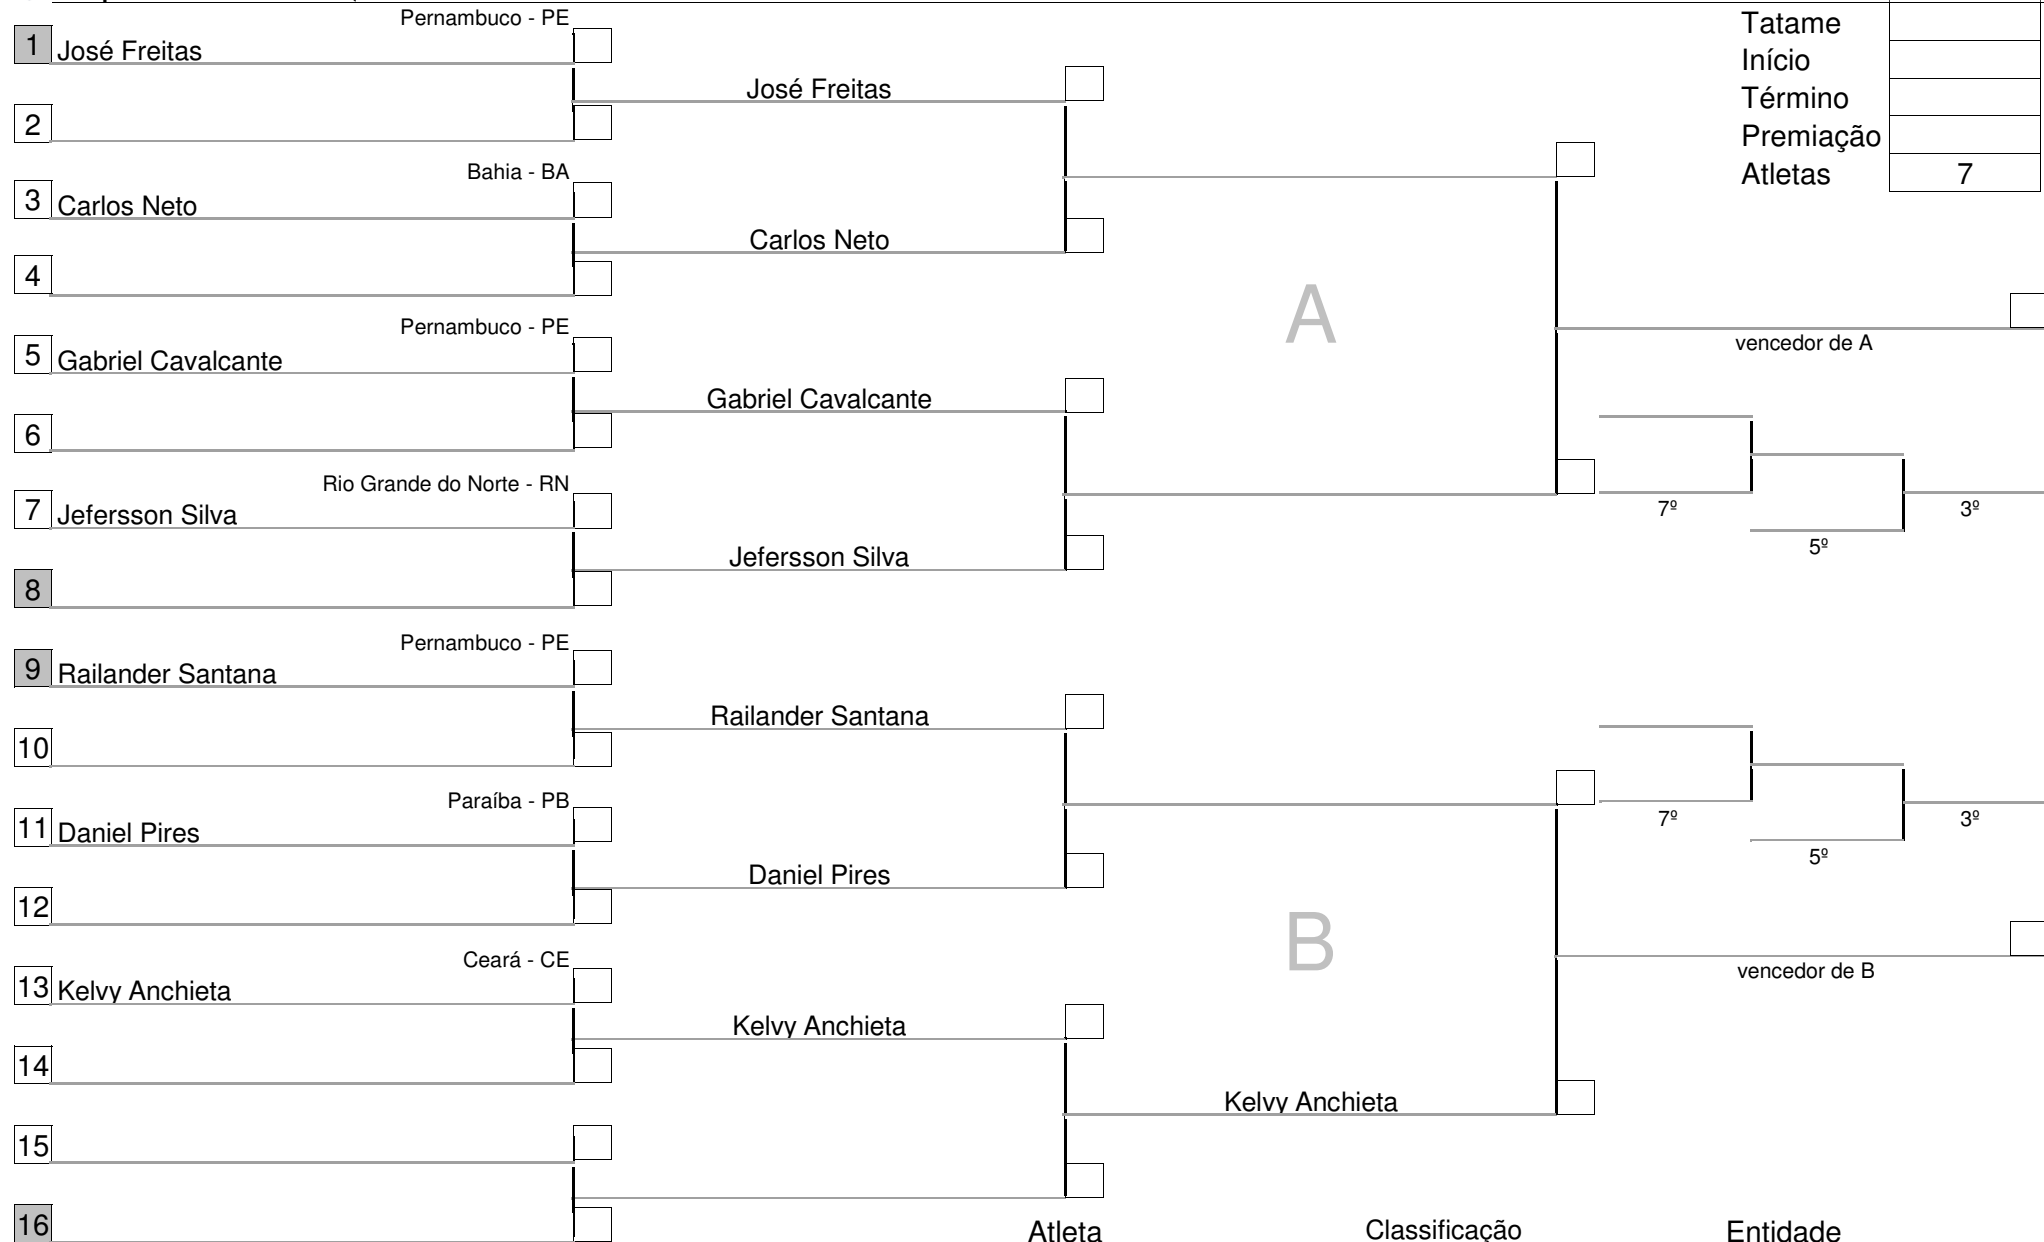 Pernambuco - PE
1 José Freitas
José Freitas
2
Bahia - BA
3 Carlos Neto
Carlos Neto
4
Pernambuco - PE
5 Gabriel Cavalcante
Gabriel Cavalcante
6
Rio Grande do Norte - RN
7 Jefersson Silva
Jefersson Silva
8
Pernambuco - PE
9 Railander Santana
Railander Santana
10
Paraíba - PB
11 Daniel Pires
Daniel Pires
12
Ceará - CE
13 Kelvy Anchieta
Kelvy Anchieta
14
Kelvy Anchieta
15
16
A
B
Tatame
Início
Término
Premiação
Atletas 7
vencedor de A
7º
3º
5º
7º
3º
5º
vencedor de B
Atleta Classificação Entidade